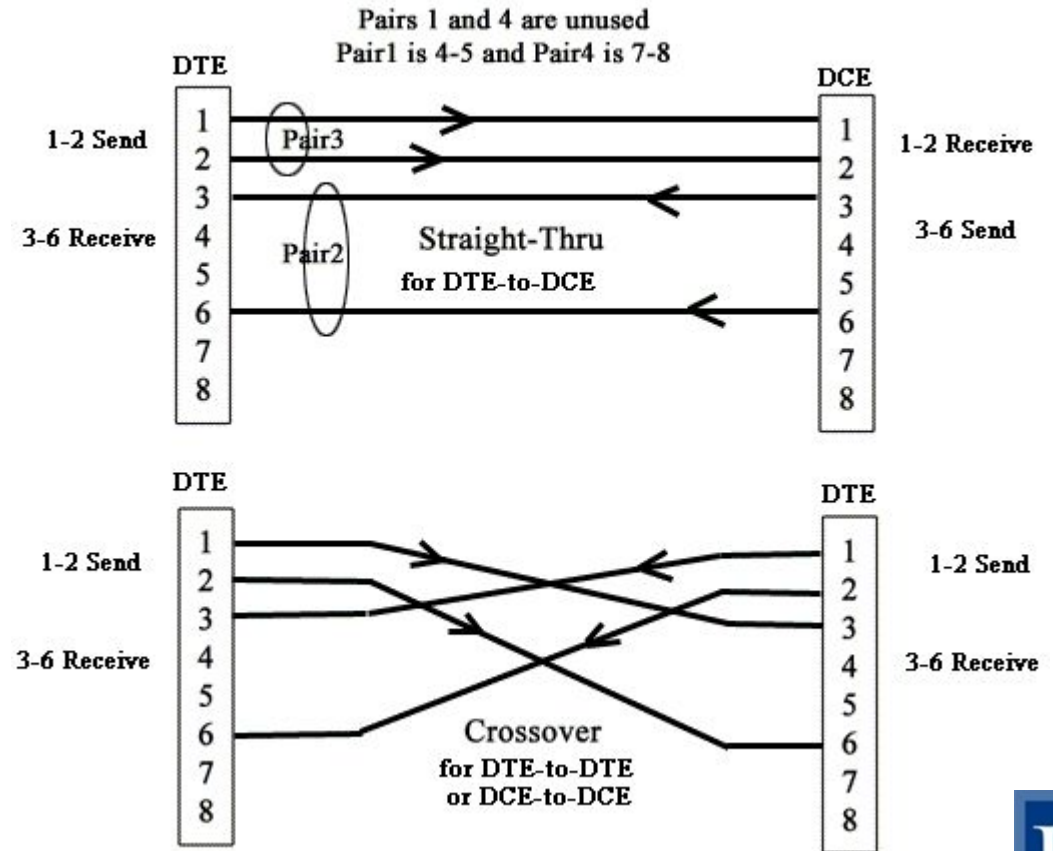 Pairs 1 and 4 are unused
Pair1 is 4-5 and Pair4 is 7-8
DTE
DCE
1-2 Send
3-6 Receive
1
2
3
4
5
6
7
8
Pair3
Pair2
Straight-Thru
for DTE-to-DCE
1
2
3
4
5
6
7
8
1-2 Receive
3-6 Send
DTE
DTE
1-2 Send
3-6 Receive
1
2
3
4
5
6
7
8
Crossover
for DTE-to-DTE
or DCE-to-DCE
1
2
3
4
5
6
7
8
1-2 Send
3-6 Receive